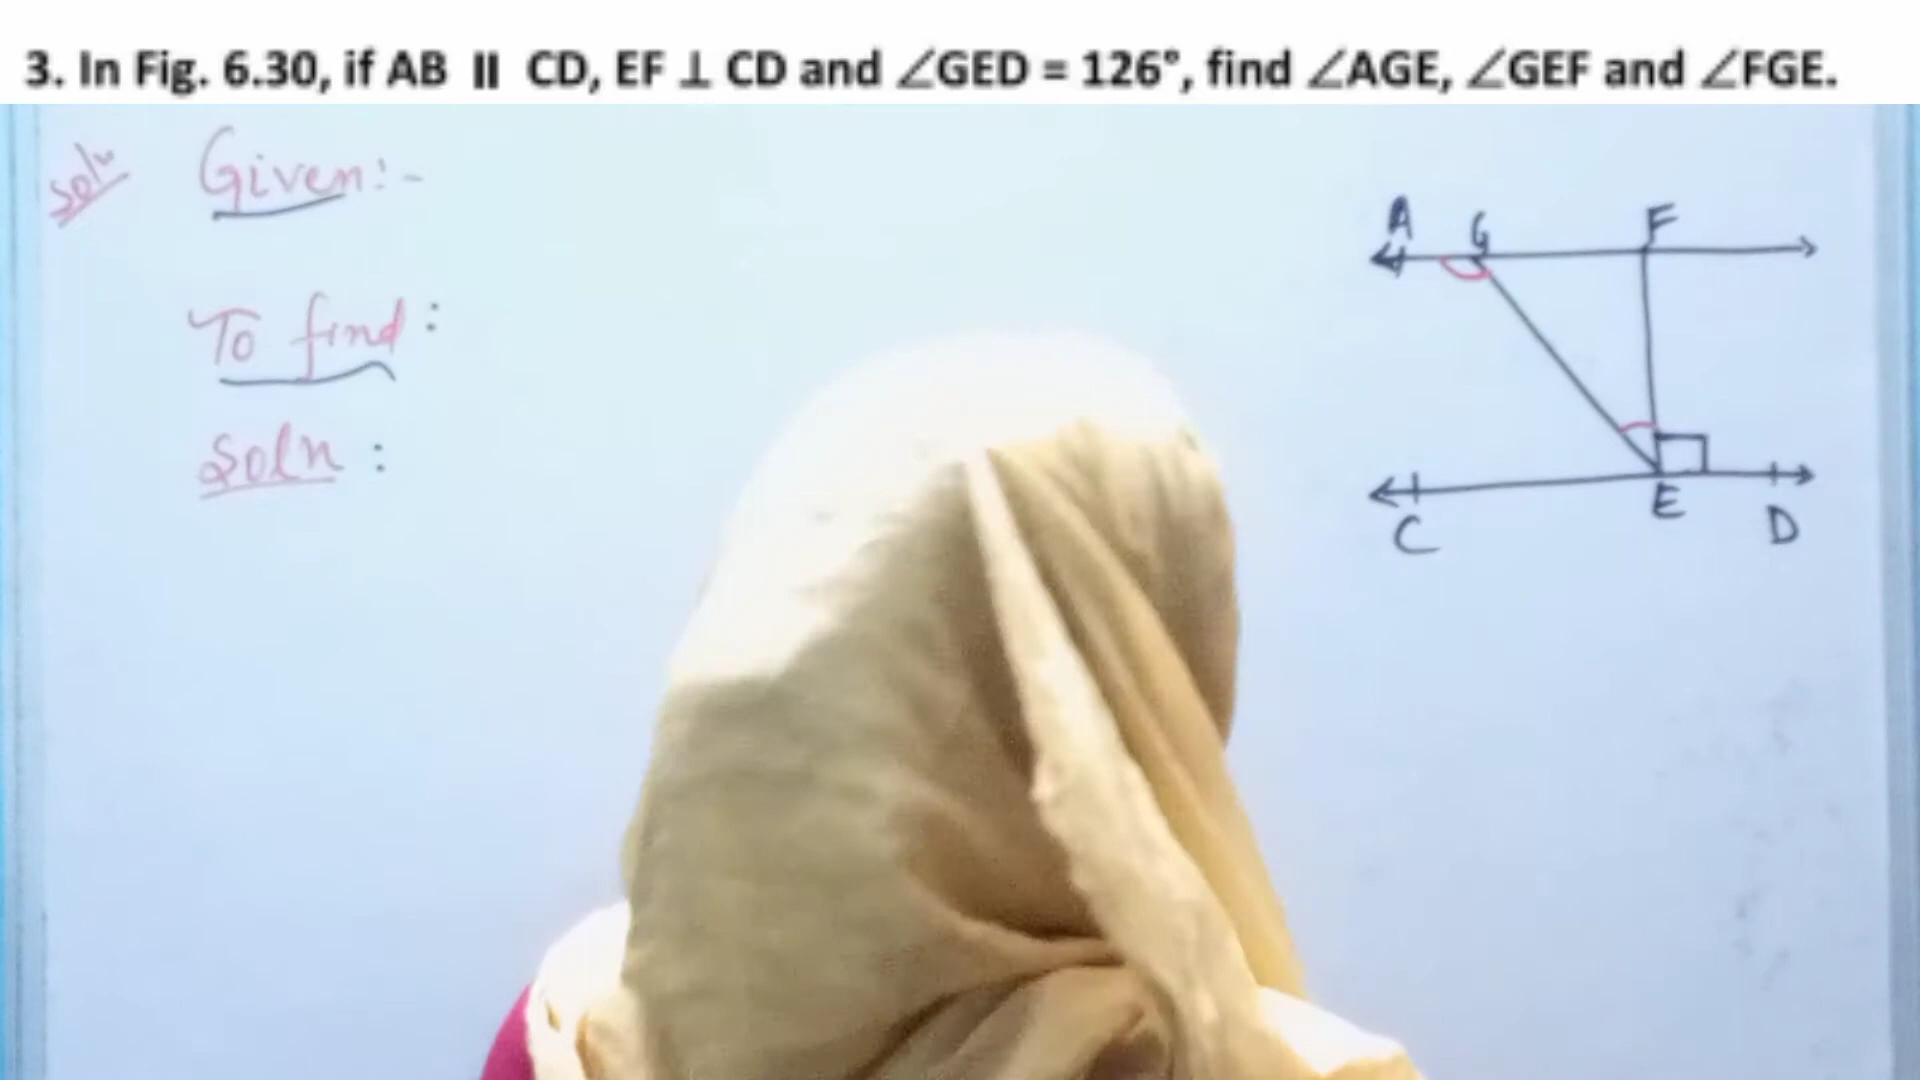 3. In Fig. 6.30, if AB || CD, EF ⊥ CD and ∠GED = 126°, find ∠AGE, ∠GEF and ∠FGE.
Soln Given:-
To find:
Soln:
A G F
C E D